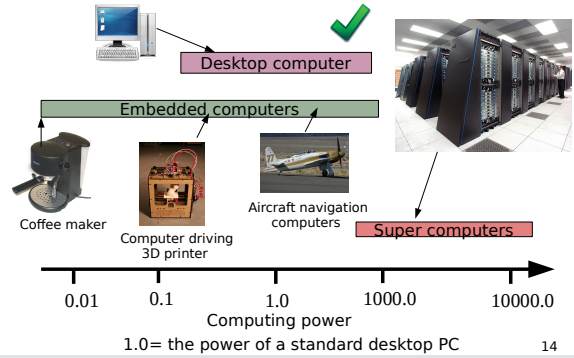 Desktop computer
Embedded computers
Coffee maker
Computer driving
3D printer
Aircraft navigation
computers
Super computers
0.01 0.1 1.0 1000.0 10000.0
Computing power
1.0= the power of a standard desktop PC
14